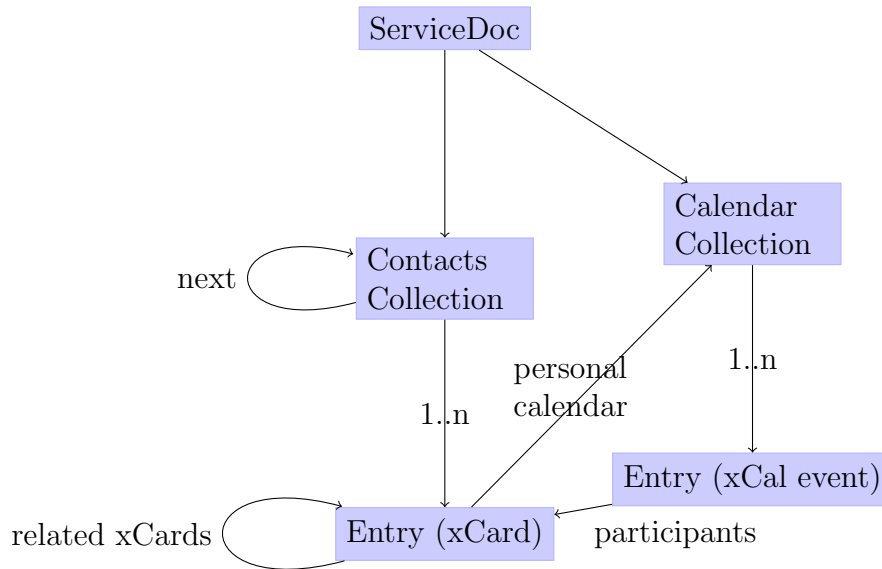 ServiceDoc
Calendar
Collection
Contacts
Collection
next
personal
calendar
1..n
1..n
Entry (xCal event)
related xCards
Entry (xCard)
participants